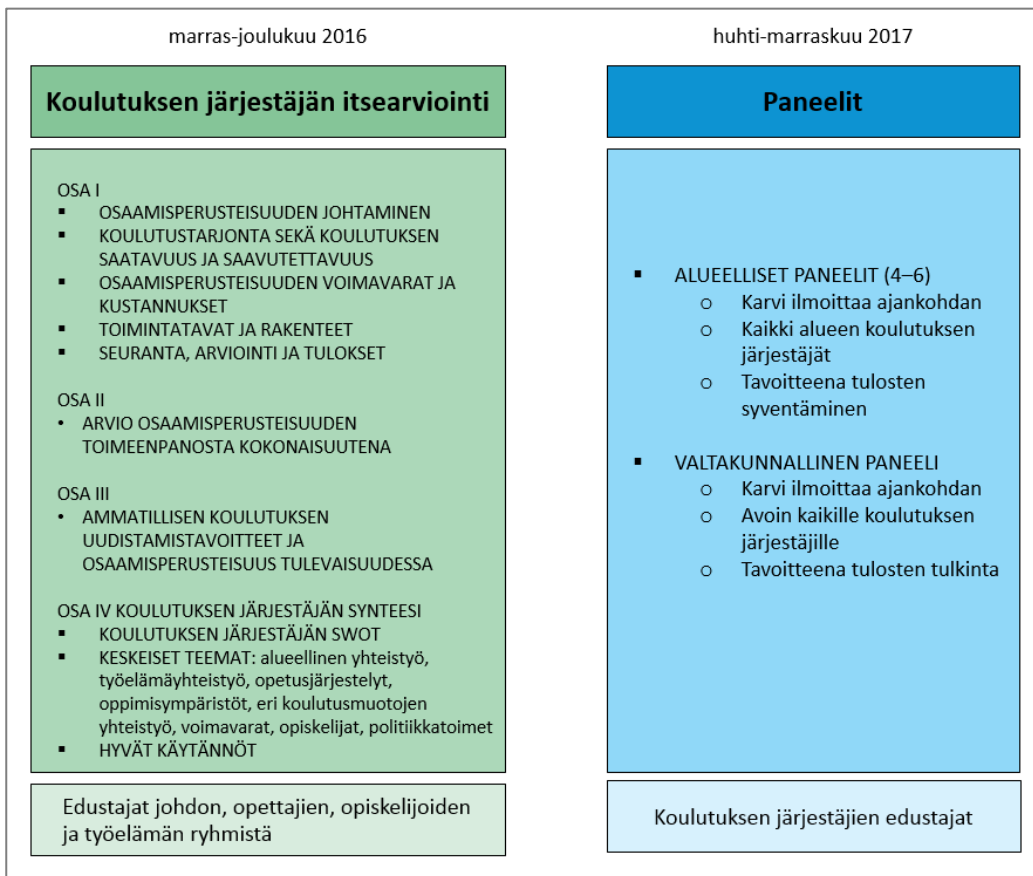 marras-joulukuu 2016
Koulutuksen järjestäjän itsearviointi
OSA I
▪ OSAAMISPERUSTEISUUDEN JOHTAMINEN
▪ KOULUTUSTARJONTA SEKÄ KOULUTUKSEN
SAATAVUUS JA SAAVUTETTAVUUS
▪ OSAAMISPERUSTEISUUDEN VOIMAVARAT JA
KUSTANNUKSET
▪ TOIMINTATAVAT JA RAKENTEET
▪ SEURANTA, ARVIOINTI JA TULOKSET
OSA II
• ARVIO OSAAMISPERUSTEISUUDEN
TOIMEENPANOSTA KOKONAISUUTENA
OSA III
• AMMATILLISEN KOULUTUKSEN
UUDISTAMISTAVOITTEET JA
OSAAMISPERUSTEISUUS TULEVAISUUDESSA
OSA IV KOULUTUKSEN JÄRJESTÄJÄN SYNTEESI
▪ KOULUTUKSEN JÄRJESTÄJÄN SWOT
▪ KESKEISET TEEMAT: alueellinen yhteistyö,
työelämäyhteistyö, opetusjärjestelyt,
oppimisympäristöt, eri koulutusmuotojen
yhteistyö, voimavarat, opiskelijat, politiikkatoimet
▪ HYVÄT KÄYTÄNNÖT
Edustajat johdon, opettajien, opiskelijoiden
ja työelämän ryhmistä
huhti-marraskuu 2017
Paneelit
▪ ALUEELLISET PANEELIT (4–6)
o Karvi ilmoittaa ajankohdan
o Kaikki alueen koulutuksen
järjestäjät
o Tavoitteena tulosten
syventäminen
▪ VALTAKUNNALLINEN PANEELI
o Karvi ilmoittaa ajankohdan
o Avoin kaikille koulutuksen
järjestäjille
o Tavoitteena tulosten tulkinta
Koulutuksen järjestäjien edustajat